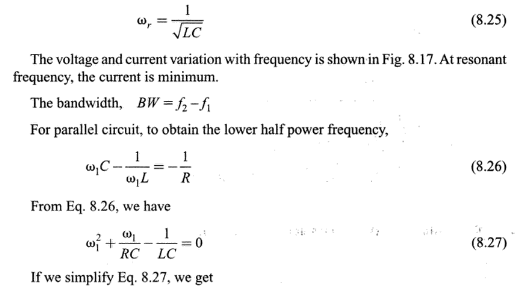 ω_r = 1/√LC (8.25)
The voltage and current variation with frequency is shown in Fig. 8.17. At resonant
frequency, the current is minimum.
The bandwidth, BW = f₂ – f₁
For parallel circuit, to obtain the lower half power frequency,
ω₁C – 1/ω₁L = – 1/R (8.26)
From Eq. 8.26, we have
ω₁² + ω₁/RC – 1/LC = 0 (8.27)
If we simplify Eq. 8.27, we get